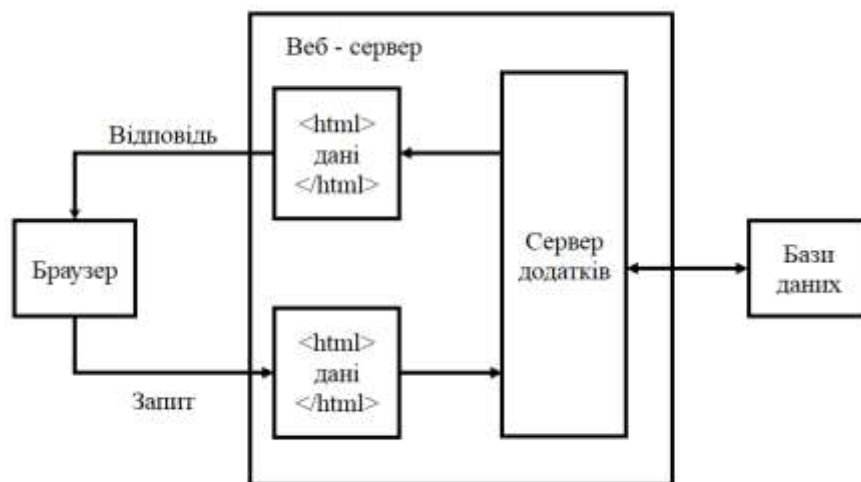 Веб - сервер
<html>
дані
</html>
Відповідь
Браузер
Сервер
додатків
Бази
даних
<html>
дані
</html>
Запит